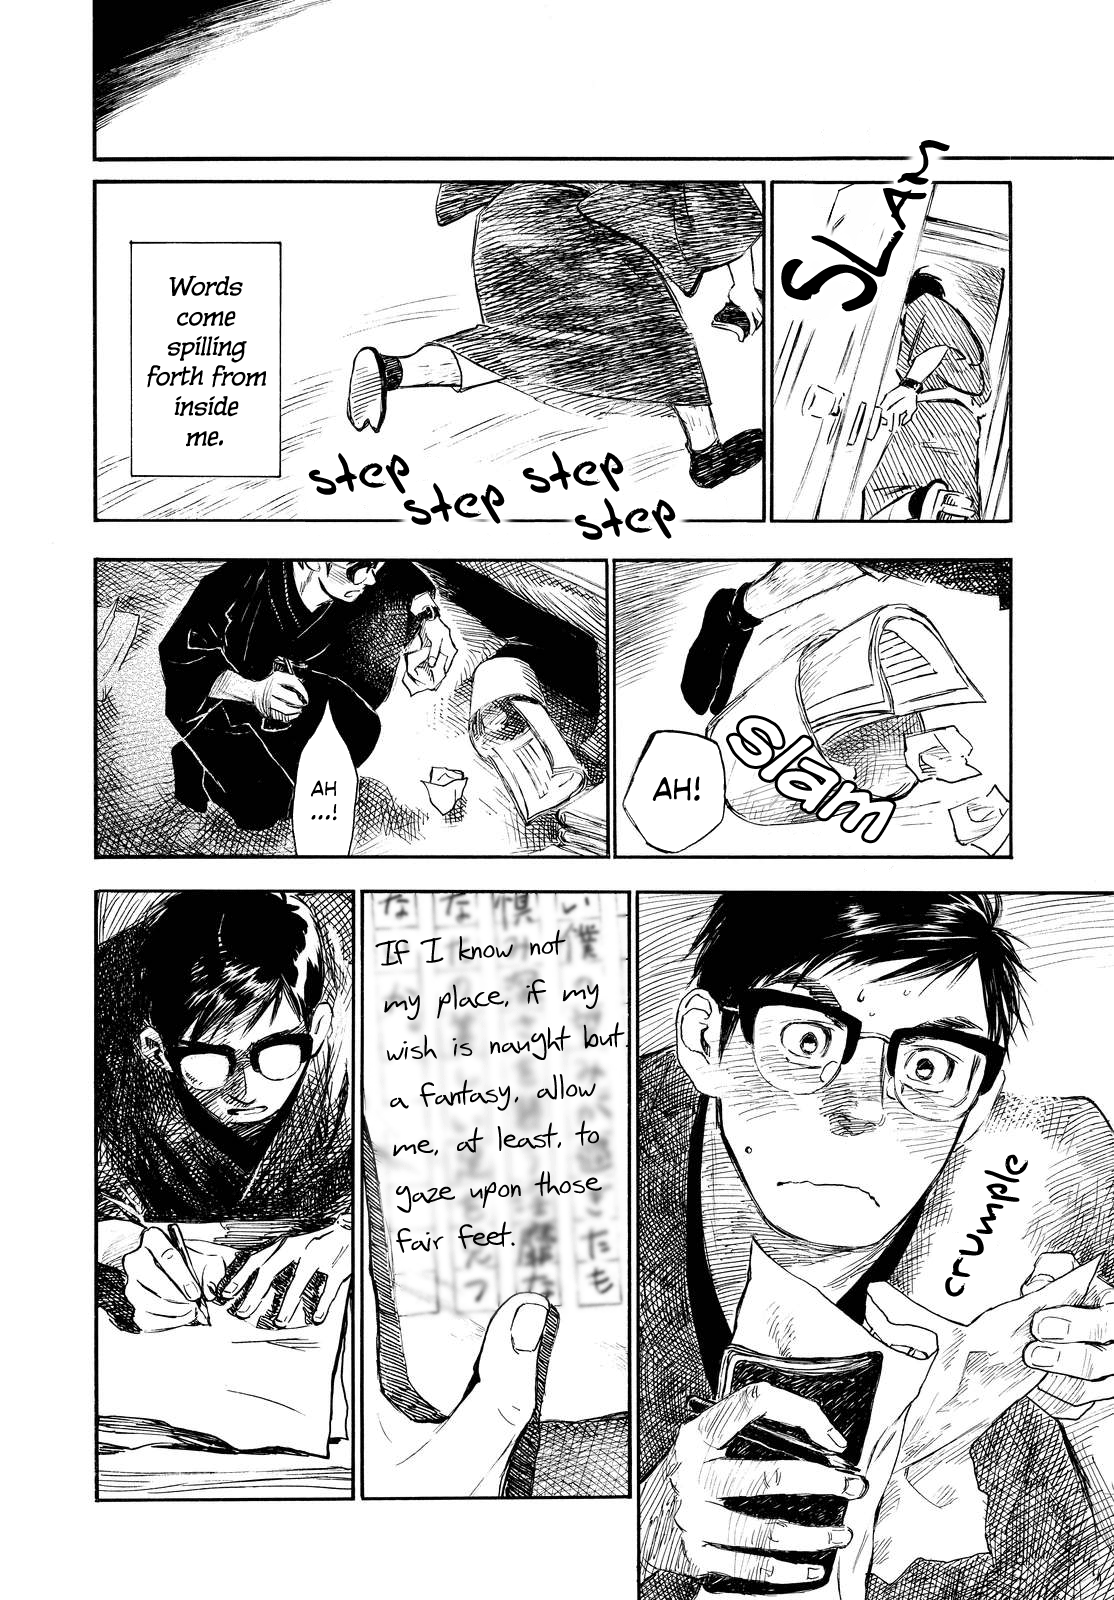 SLAM
Words
come
spilling
forth from
inside
me.
step
step
step
step
AH!
slam
AH
...!
crumple
If I know not
my place, if my
wish is naught but
a fantasy, allow
me, at least, to
gaze upon those
fair feet.